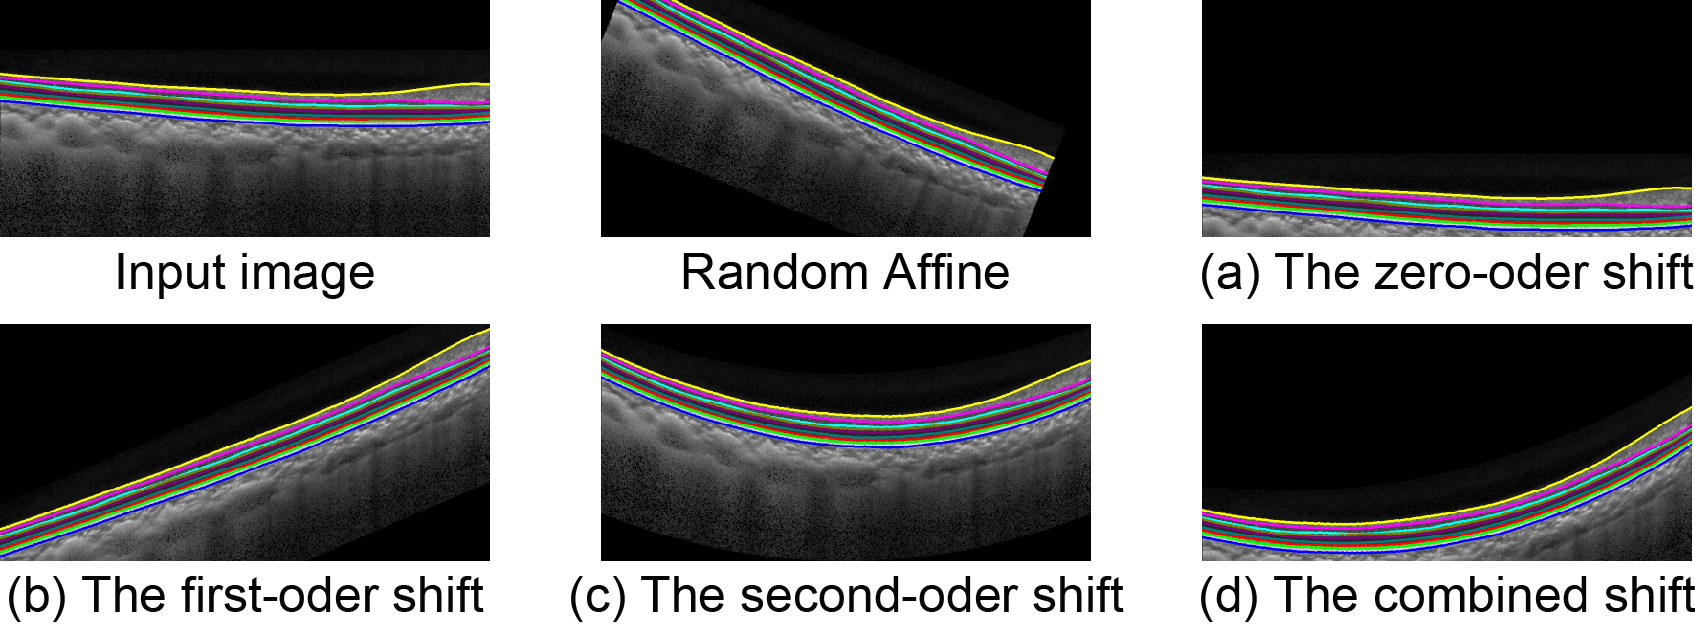 Input image
Random Affine
(a) The zero-oder shift
(b) The first-oder shift
(c) The second-oder shift
(d) The combined shift